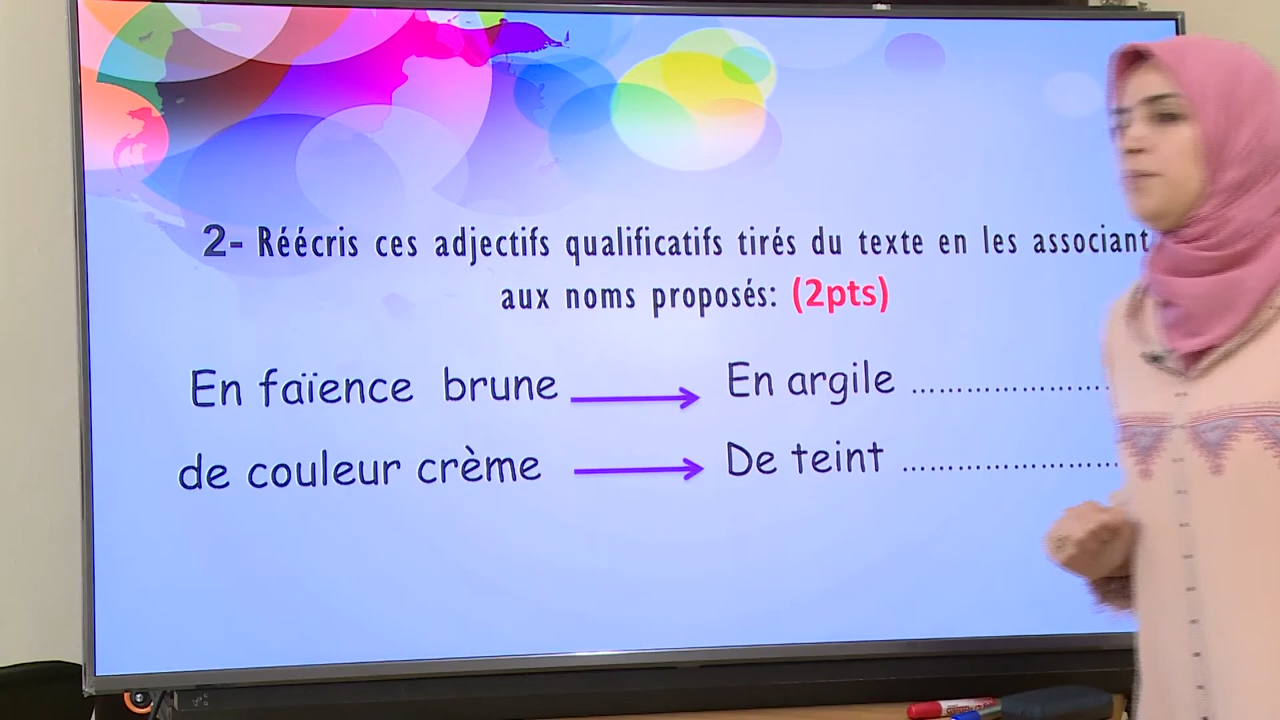 2- Réécris ces adjectifs qualificatifs tirés du texte en les associant
aux noms proposés: (2pts)
En faïence brune → En argile ........................
de couleur crème → De teint ........................